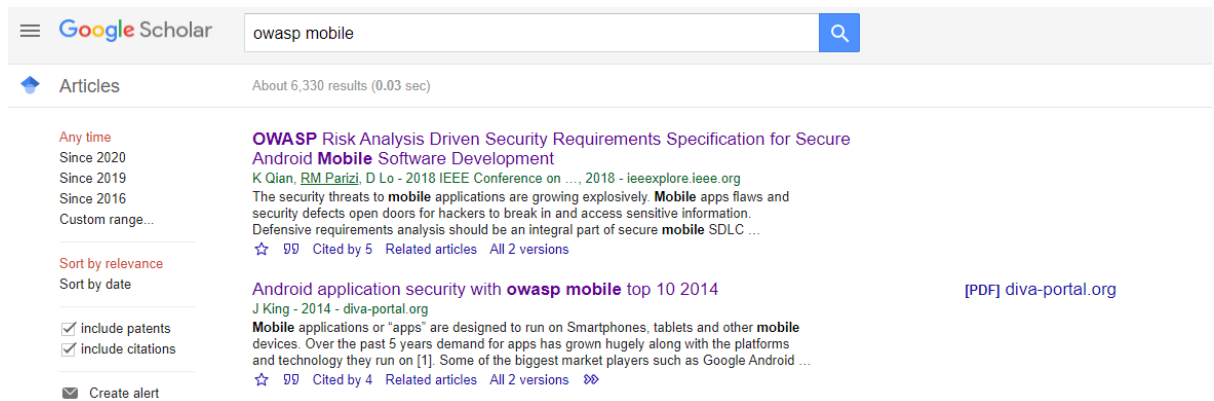 Google Scholar
owasp mobile
Articles
About 6,330 results (0.03 sec)
Any time
Since 2020
Since 2019
Since 2016
Custom range...
Sort by relevance
Sort by date
include patents
include citations
Create alert
OWASP Risk Analysis Driven Security Requirements Specification for Secure
Android Mobile Software Development
K Qian, RM Parizi, D Lo - 2018 IEEE Conference on …, 2018 - ieeexplore.ieee.org
The security threats to mobile applications are growing explosively. Mobile apps flaws and
security defects open doors for hackers to break in and access sensitive information.
Defensive requirements analysis should be an integral part of secure mobile SDLC …
Cited by 5 Related articles All 2 versions
Android application security with owasp mobile top 10 2014
[PDF] diva-portal.org
J King - 2014 - diva-portal.org
Mobile applications or “apps” are designed to run on Smartphones, tablets and other mobile
devices. Over the past 5 years demand for apps has grown hugely along with the platforms
and technology they run on [1]. Some of the biggest market players such as Google Android …
Cited by 4 Related articles All 2 versions